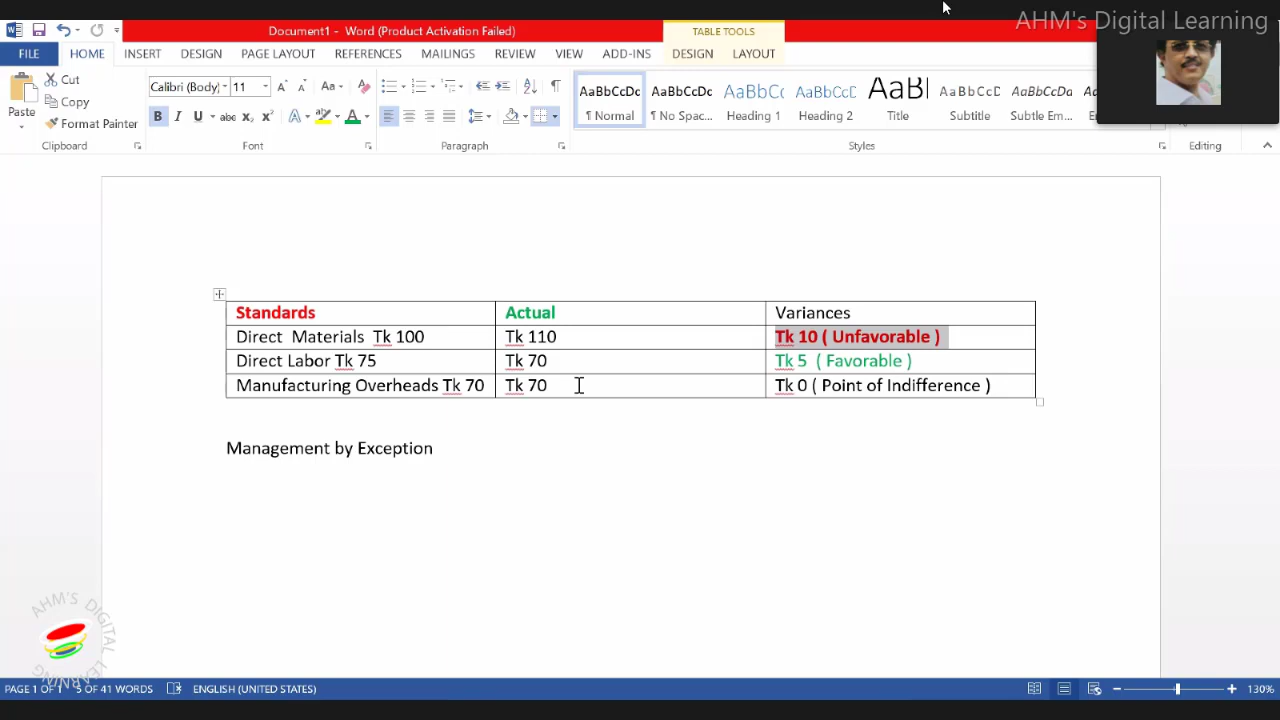 AHM's Digital Learning
Document1 - Word (Product Activation Failed)
TABLE TOOLS
FILE HOME INSERT DESIGN PAGE LAYOUT REFERENCES MAILINGS REVIEW VIEW ADD-INS DESIGN LAYOUT
Cut
Copy
Format Painter
Paste
Calibri (Body) 11
AaBbCcDc AaBbCcDc AaBbCc AaBbCcC AaBl AaBbCcD AaBbCcDa
¶ Normal ¶ No Spac... Heading 1 Heading 2 Title Subtitle Subtle Em...
Clipboard Font Paragraph Styles Editing
Standards Actual Variances
Direct Materials Tk 100 Tk 110 Tk 10 ( Unfavorable )
Direct Labor Tk 75 Tk 70 Tk 5 ( Favorable )
Manufacturing Overheads Tk 70 Tk 70 Tk 0 ( Point of Indifference )
Management by Exception
AHM'S DIGITAL LEARNING
PAGE 1 OF 1 5 OF 41 WORDS ENGLISH (UNITED STATES) 130%